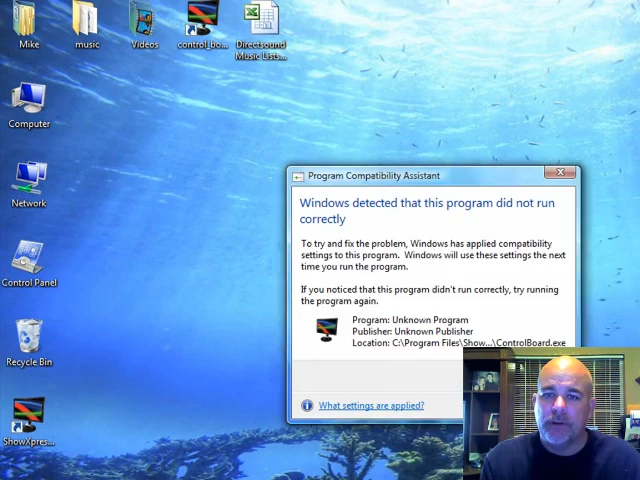 Mike
music
Videos
control_bo...
Directsound
Music Lists...
Computer
Network
Control Panel
Recycle Bin
ShowXpres...
Program Compatibility Assistant
Windows detected that this program did not run
correctly
To try and fix the problem, Windows has applied compatibility
settings to this program. Windows will use these settings the next
time you run the program.
If you noticed that this program didn't run correctly, try running
the program again.
Program: Unknown Program
Publisher: Unknown Publisher
Location: C:\Program Files\Show...\ControlBoard.exe
What settings are applied?